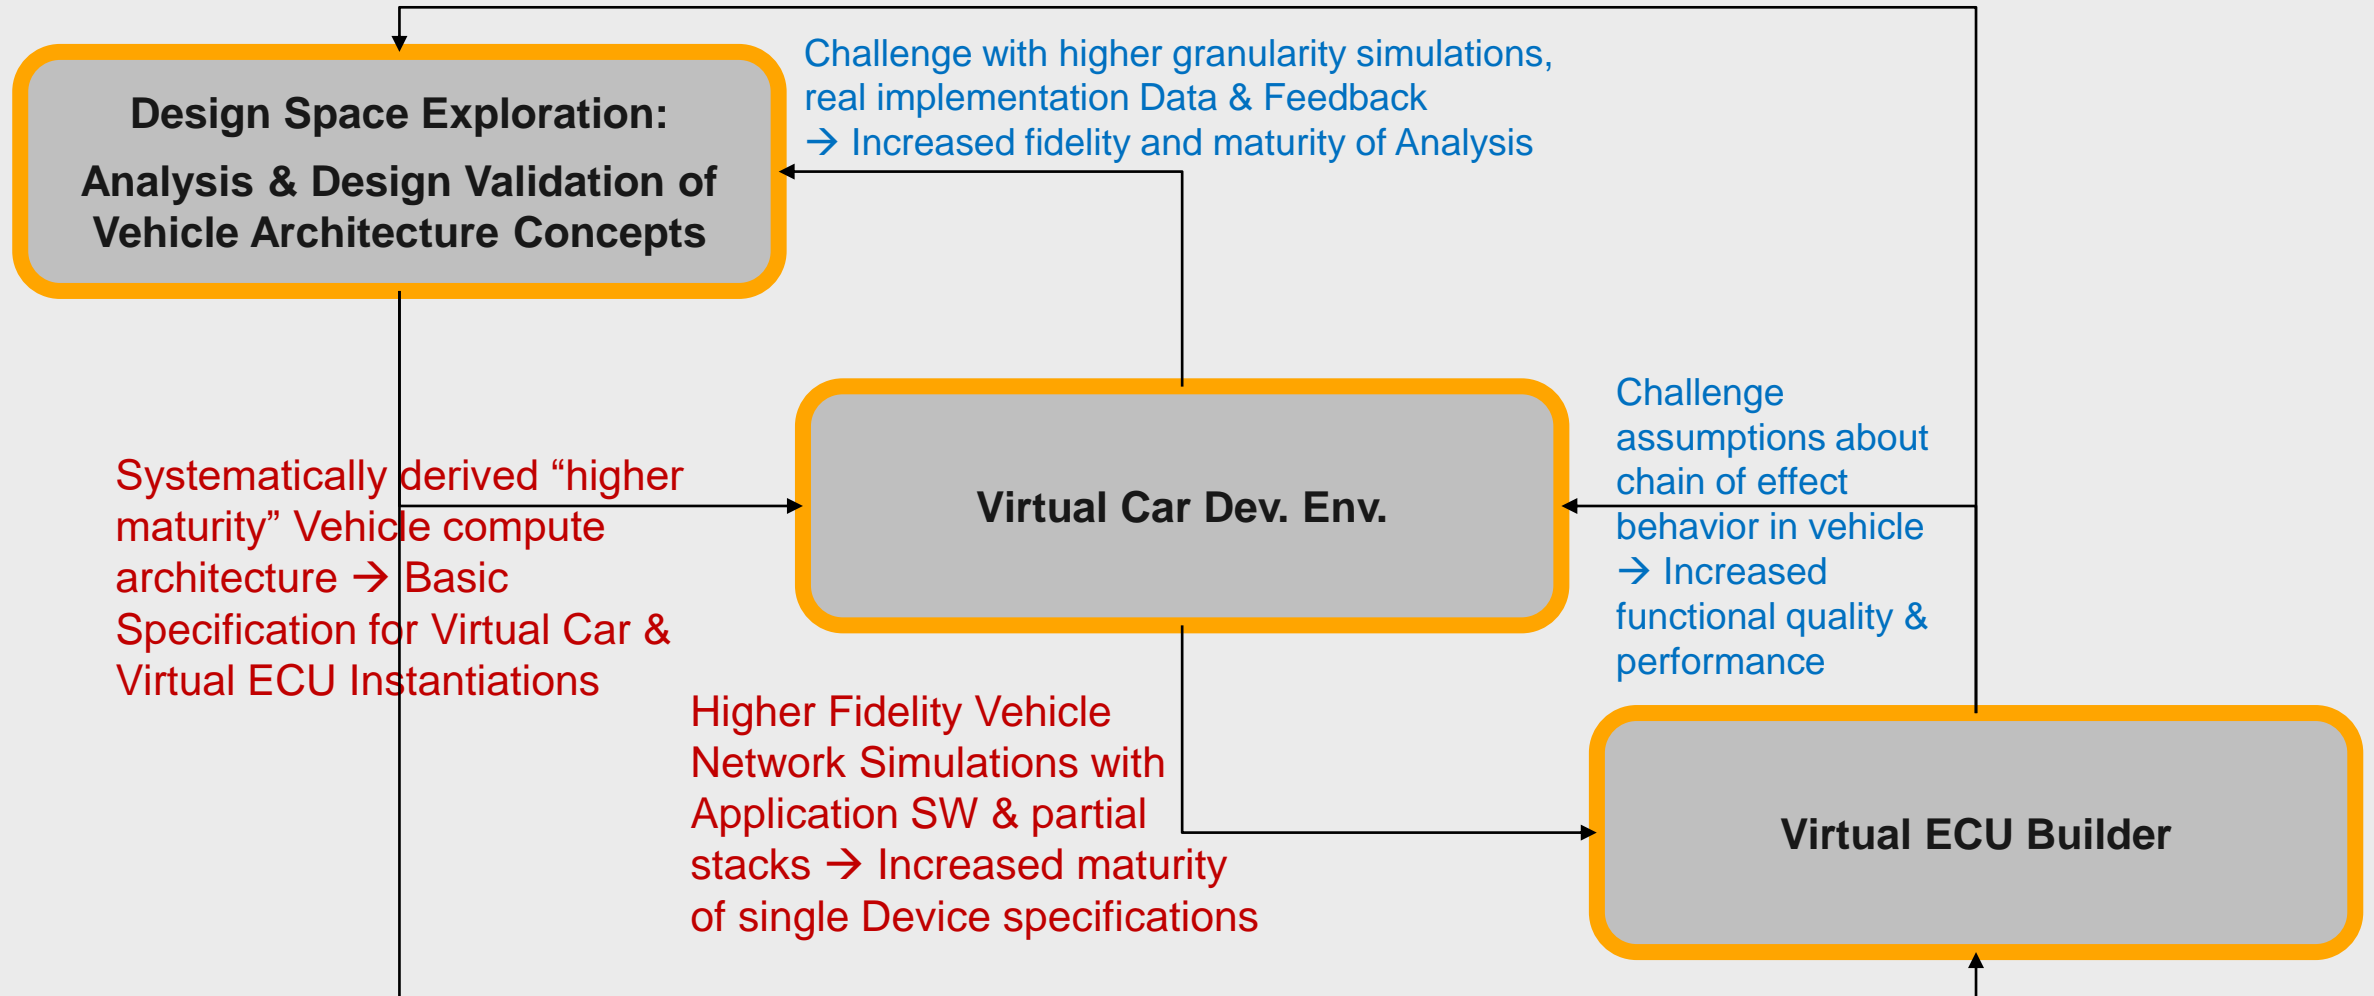 Design Space Exploration:
Analysis & Design Validation of
Vehicle Architecture Concepts
Challenge with higher granularity simulations,
real implementation Data & Feedback
→ Increased fidelity and maturity of Analysis
Systematically derived “higher
maturity” Vehicle compute
architecture → Basic
Specification for Virtual Car &
Virtual ECU Instantiations
Virtual Car Dev. Env.
Challenge
assumptions about
chain of effect
behavior in vehicle
→ Increased
functional quality &
performance
Higher Fidelity Vehicle
Network Simulations with
Application SW & partial
stacks → Increased maturity
of single Device specifications
Virtual ECU Builder